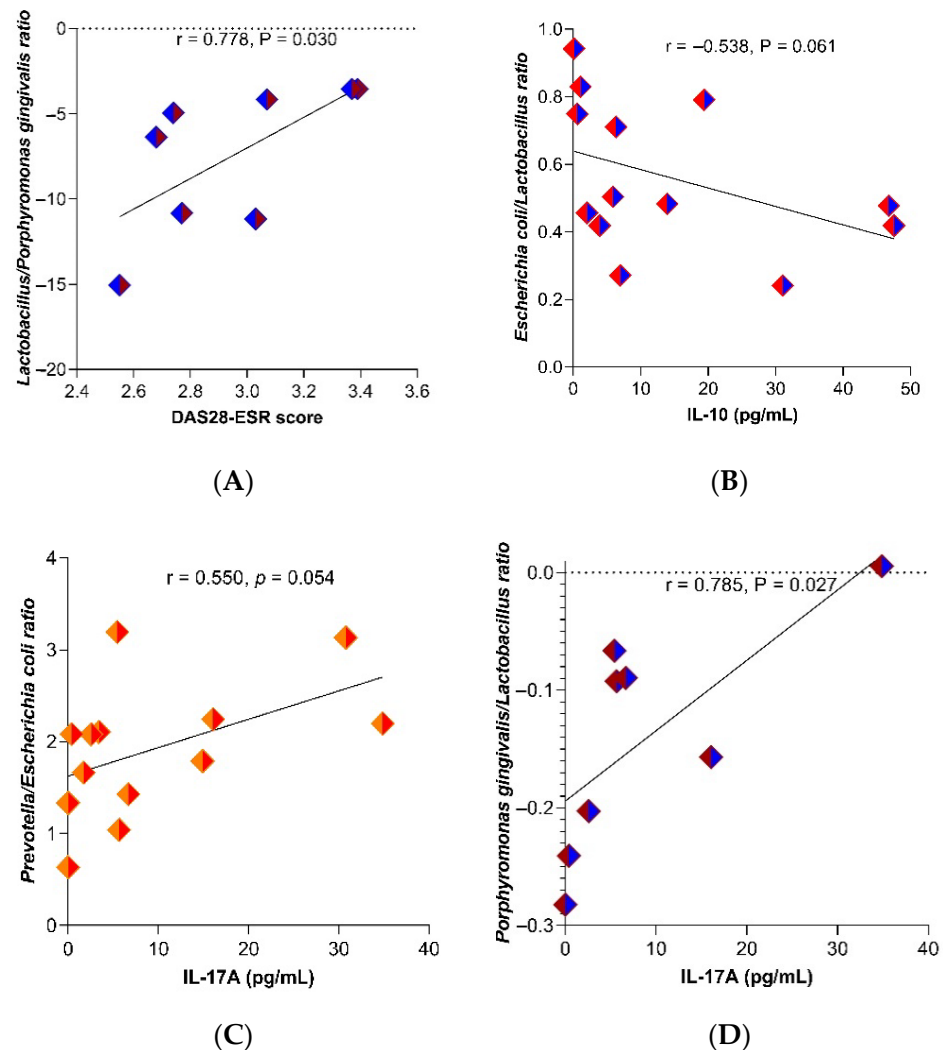 Lactobacillus/Porphyromonas gingivalis ratio
0
−5
−10
−15
−20
r = 0.778, P = 0.030
2.4 2.6 2.8 3.0 3.2 3.4 3.6
DAS28-ESR score
(A)
Escherichia coli/Lactobacillus ratio
1.0
0.8
0.6
0.4
0.2
0.0
r = −0.538, P = 0.061
0 10 20 30 40 50
IL-10 (pg/mL)
(B)
Prevotella/Escherichia coli ratio
4
3
2
1
0
r = 0.550, p = 0.054
0 10 20 30 40
IL-17A (pg/mL)
(C)
Porphyromonas gingivalis/Lactobacillus ratio
0.0
−0.1
−0.2
−0.3
r = 0.785, P = 0.027
0 10 20 30 40
IL-17A (pg/mL)
(D)